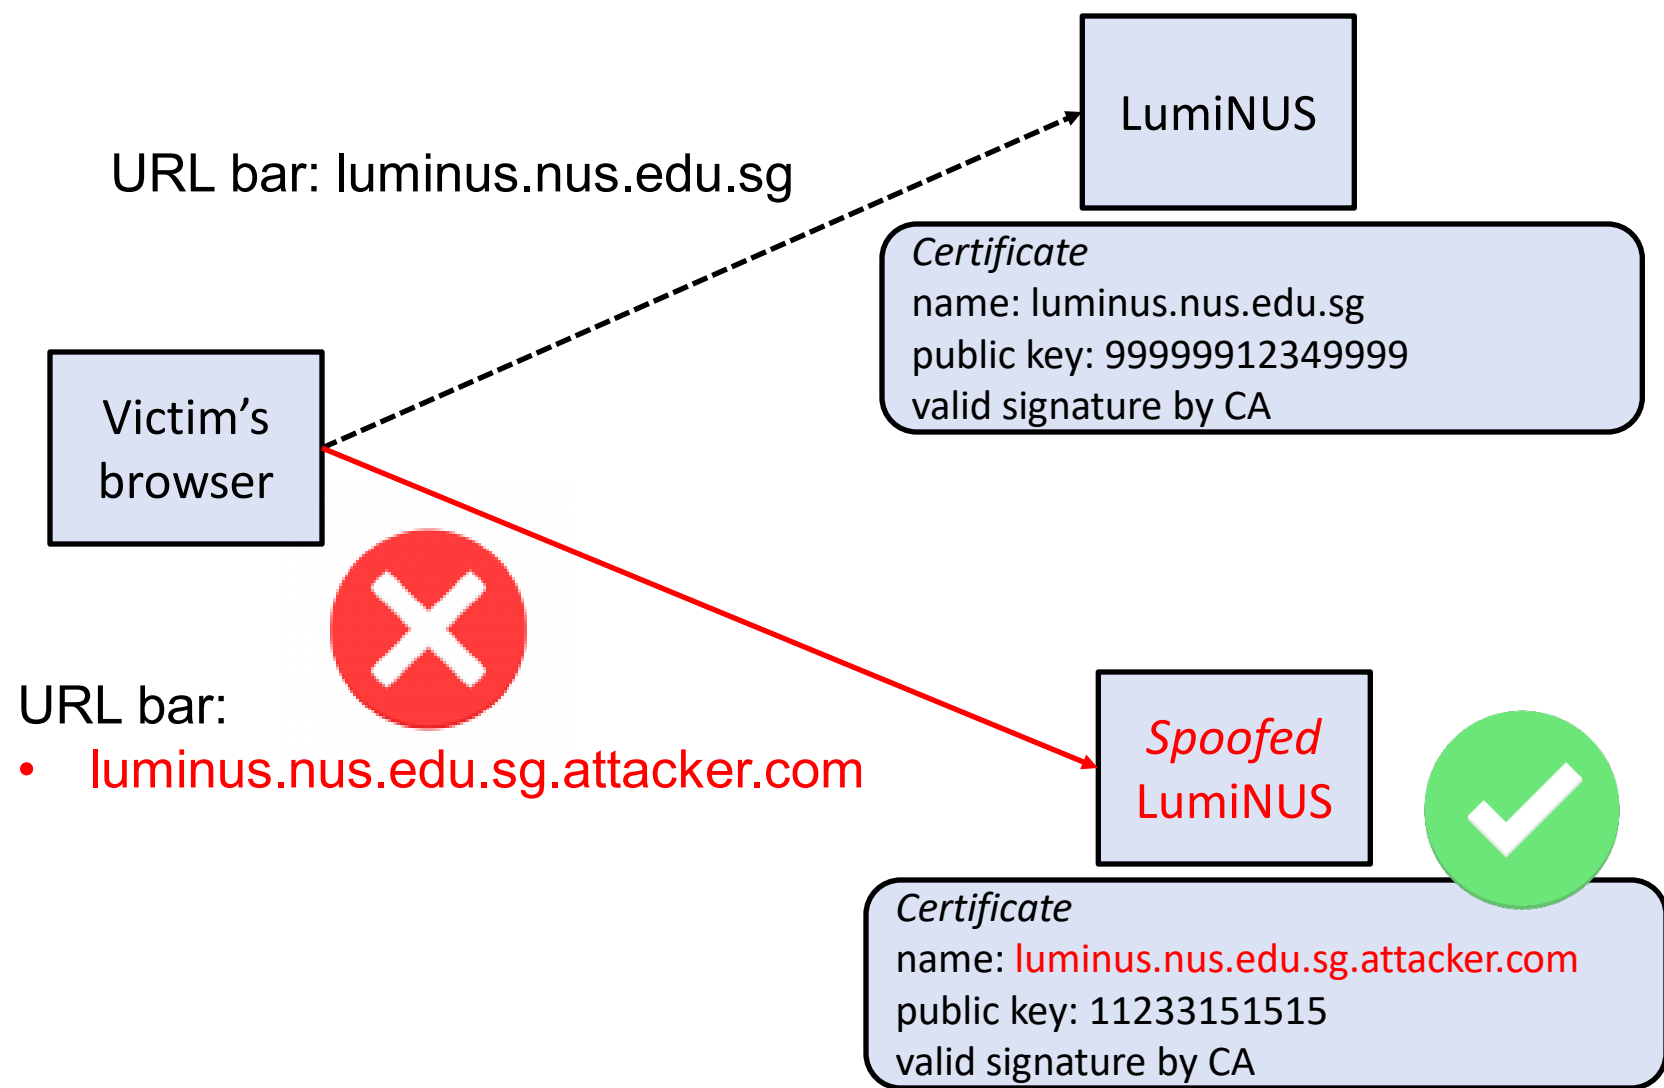 LumiNUS
URL bar: luminus.nus.edu.sg
Certificate
name: luminus.nus.edu.sg
public key: 99999912349999
valid signature by CA
Victim’s
browser
URL bar:
• luminus.nus.edu.sg.attacker.com
Spoofed
LumiNUS
Certificate
name: luminus.nus.edu.sg.attacker.com
public key: 11233151515
valid signature by CA